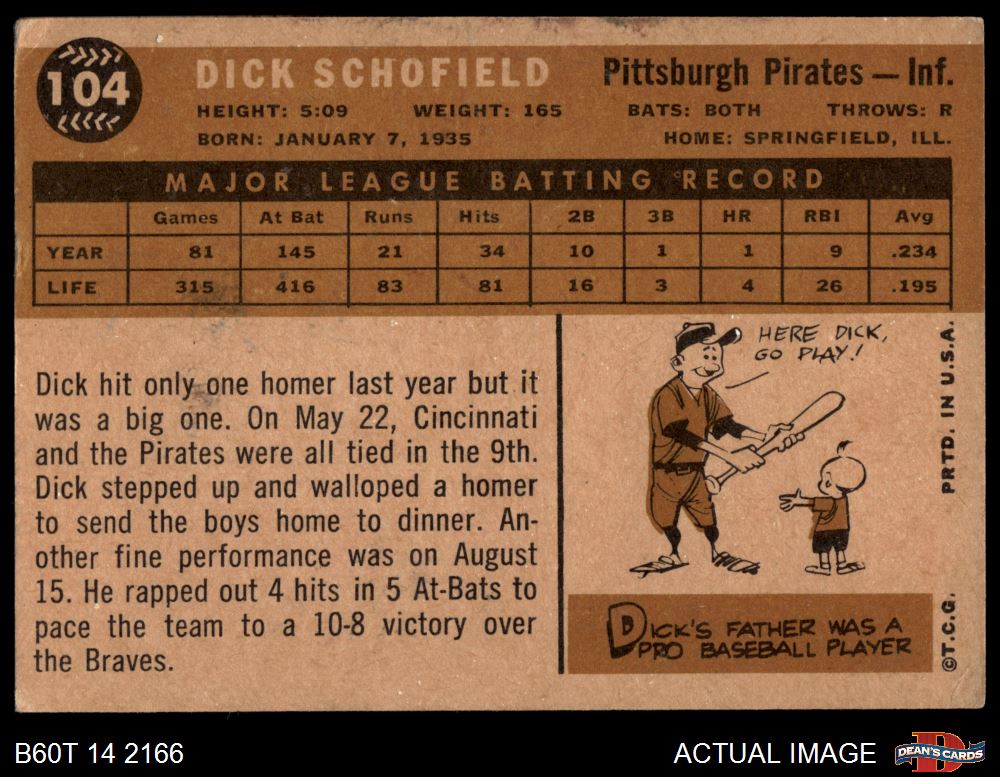 104
DICK SCHOFIELD
Pittsburgh Pirates — Inf.
HEIGHT: 5:09 WEIGHT: 165 BATS: BOTH THROWS: R
BORN: JANUARY 7, 1935 HOME: SPRINGFIELD, ILL.
MAJOR LEAGUE BATTING RECORD
Games At Bat Runs Hits 2B 3B HR RBI Avg
YEAR 81 145 21 34 10 1 1 9 .234
LIFE 315 416 83 81 16 3 4 26 .195
Dick hit only one homer last year but it
was a big one. On May 22, Cincinnati
and the Pirates were all tied in the 9th.
Dick stepped up and walloped a homer
to send the boys home to dinner. An-
other fine performance was on August
15. He rapped out 4 hits in 5 At-Bats to
pace the team to a 10-8 victory over
the Braves.
HERE DICK,
GO PLAY!
DICK'S FATHER WAS A
PRO BASEBALL PLAYER
©T.C.G. PRTD. IN U.S.A.
B60T 14 2166
ACTUAL IMAGE
D
DEAN'S CARDS